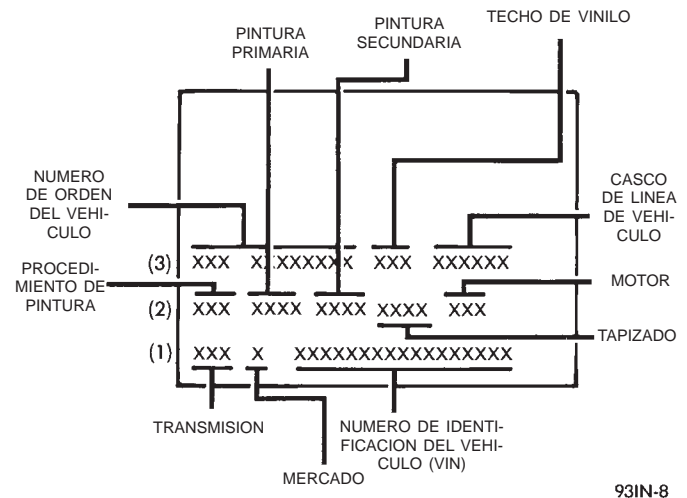 PINTURA
PRIMARIA
PINTURA
SECUNDARIA
TECHO DE VINILO
NUMERO
DE ORDEN
DEL VEHI-
CULO
CASCO
DE LINEA
DE VEHI-
CULO
(3) XXX XXXXXXXX XXX XXXXXX
PROCEDI-
MIENTO DE
PINTURA
MOTOR
(2) XXX XXXX XXXX XXXX XXX
TAPIZADO
(1) XXX X XXXXXXXXXXXXXXXXX
TRANSMISION
MERCADO
NUMERO DE IDENTI-
FICACION DEL VEHI-
CULO (VIN)
93IN-8